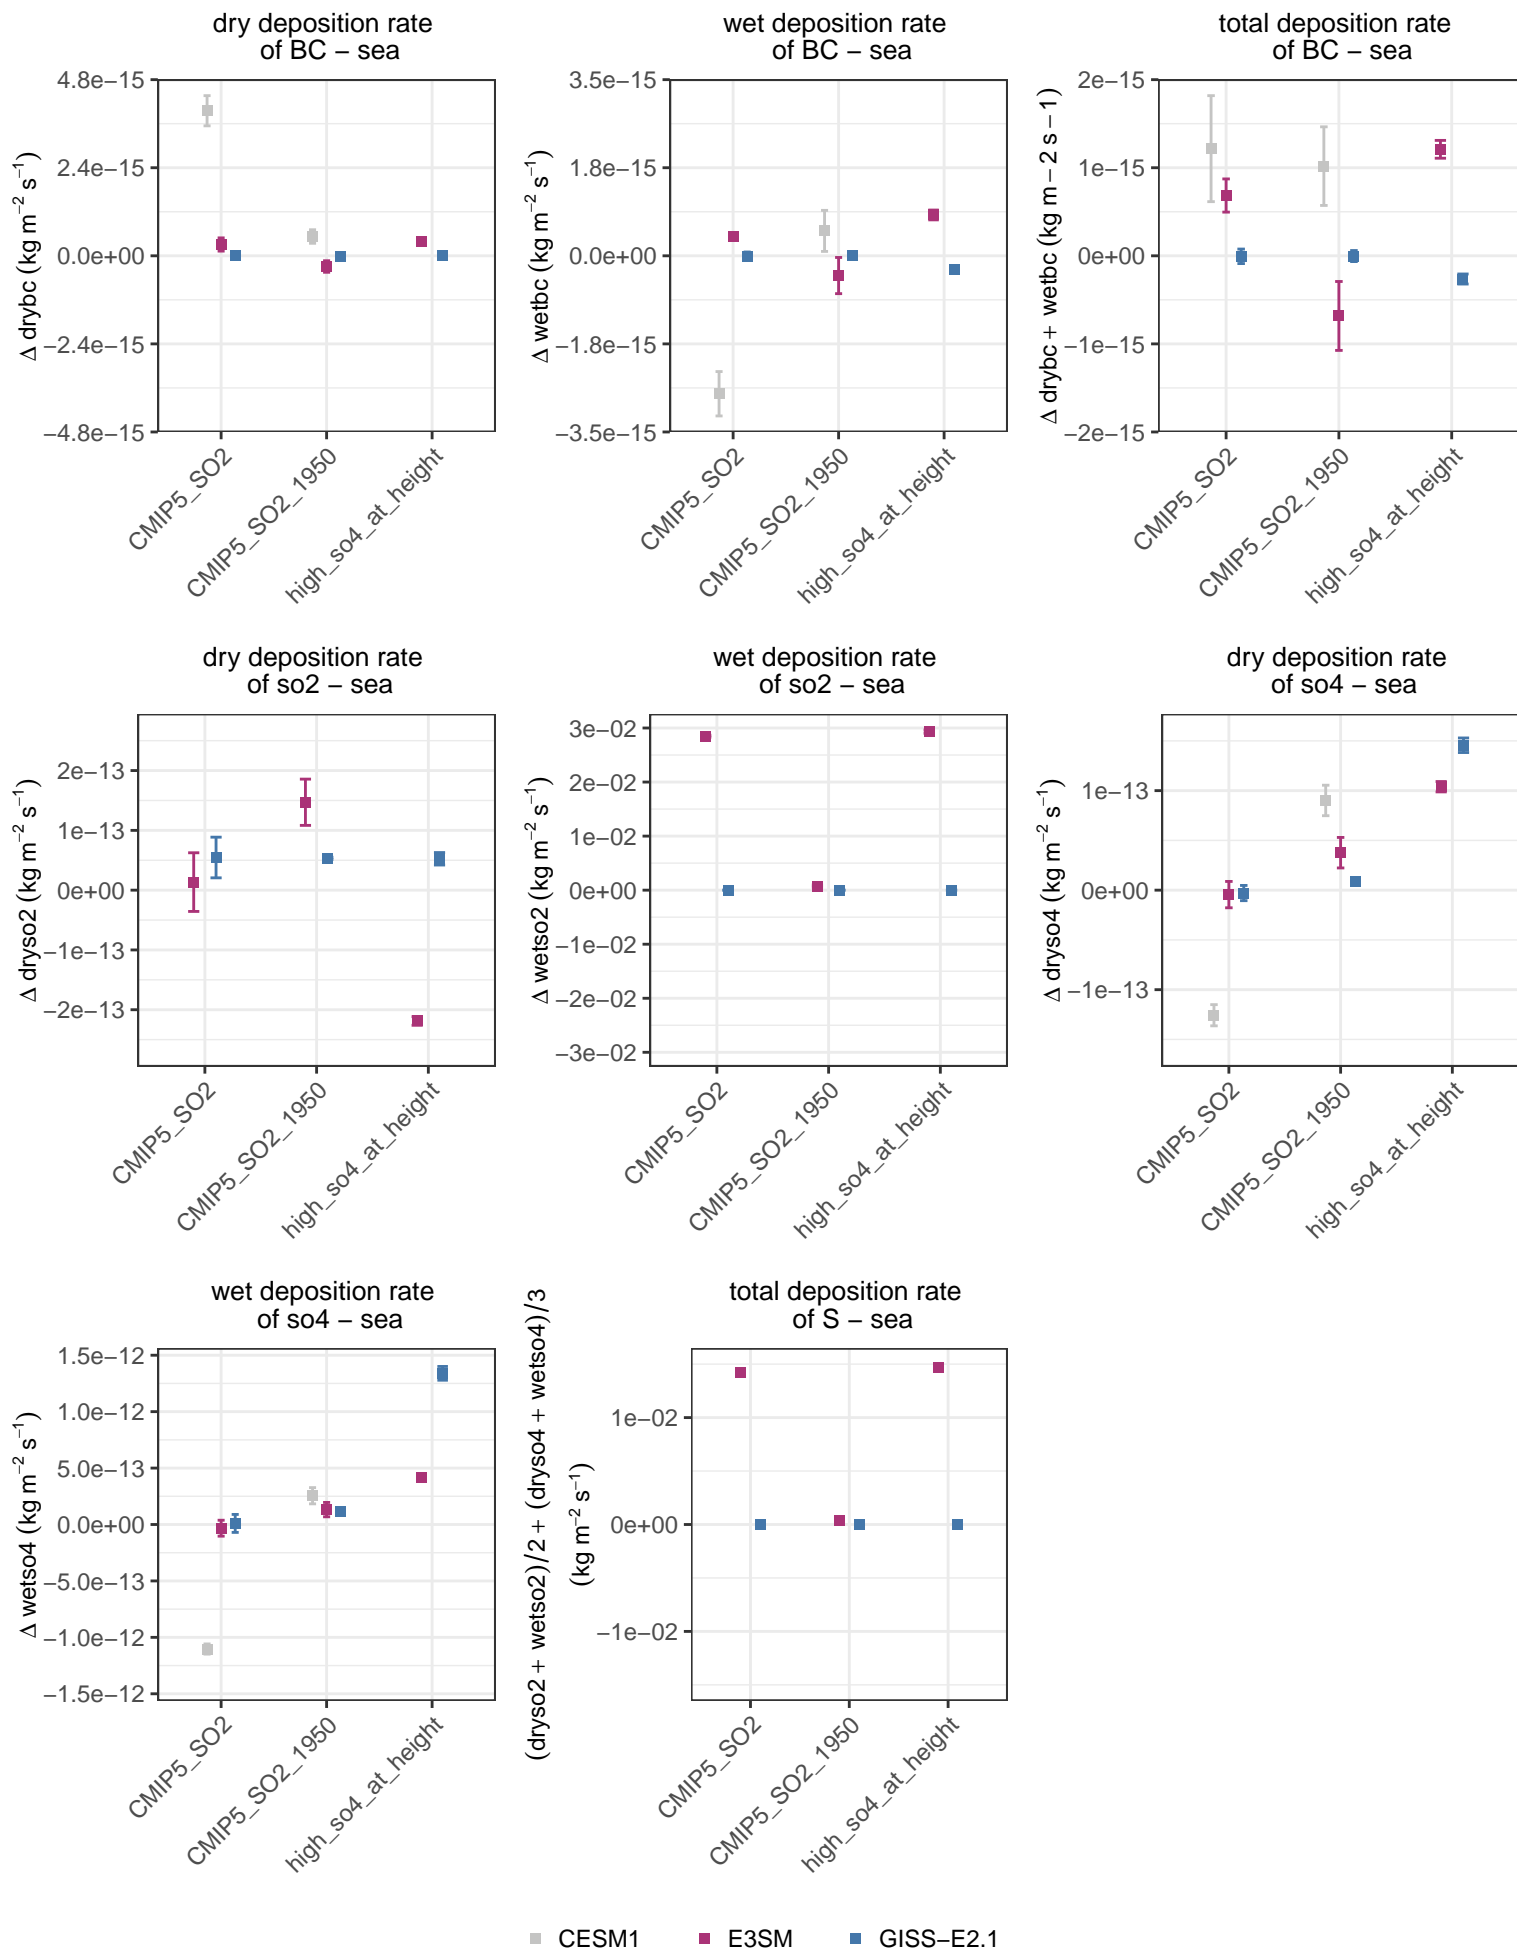 dry deposition rate
of BC − sea
Δ drybc (kg m−2 s−1)
4.8e−15
2.4e−15
0.0e+00
−2.4e−15
−4.8e−15
CMIP5_SO2
CMIP5_SO2_1950
high_so4_at_height
wet deposition rate
of BC − sea
Δ wetbc (kg m−2 s−1)
3.5e−15
1.8e−15
0.0e+00
−1.8e−15
−3.5e−15
CMIP5_SO2
CMIP5_SO2_1950
high_so4_at_height
total deposition rate
of BC − sea
Δ drybc + wetbc (kg m − 2 s − 1)
2e−15
1e−15
0e+00
−1e−15
−2e−15
CMIP5_SO2
CMIP5_SO2_1950
high_so4_at_height
dry deposition rate
of so2 − sea
Δ dryso2 (kg m−2 s−1)
2e−13
1e−13
0e+00
−1e−13
−2e−13
CMIP5_SO2
CMIP5_SO2_1950
high_so4_at_height
wet deposition rate
of so2 − sea
Δ wetso2 (kg m−2 s−1)
3e−02
2e−02
1e−02
0e+00
−1e−02
−2e−02
−3e−02
CMIP5_SO2
CMIP5_SO2_1950
high_so4_at_height
dry deposition rate
of so4 − sea
Δ dryso4 (kg m−2 s−1)
1e−13
0e+00
−1e−13
CMIP5_SO2
CMIP5_SO2_1950
high_so4_at_height
wet deposition rate
of so4 − sea
Δ wetso4 (kg m−2 s−1)
1.5e−12
1.0e−12
5.0e−13
0.0e+00
−5.0e−13
−1.0e−12
−1.5e−12
CMIP5_SO2
CMIP5_SO2_1950
high_so4_at_height
total deposition rate
of S − sea
(dryso2 + wetso2)/2 + (dryso4 + wetso4)/3
(kg m−2 s−1)
1e−02
0e+00
−1e−02
CMIP5_SO2
CMIP5_SO2_1950
high_so4_at_height
CESM1 E3SM GISS−E2.1